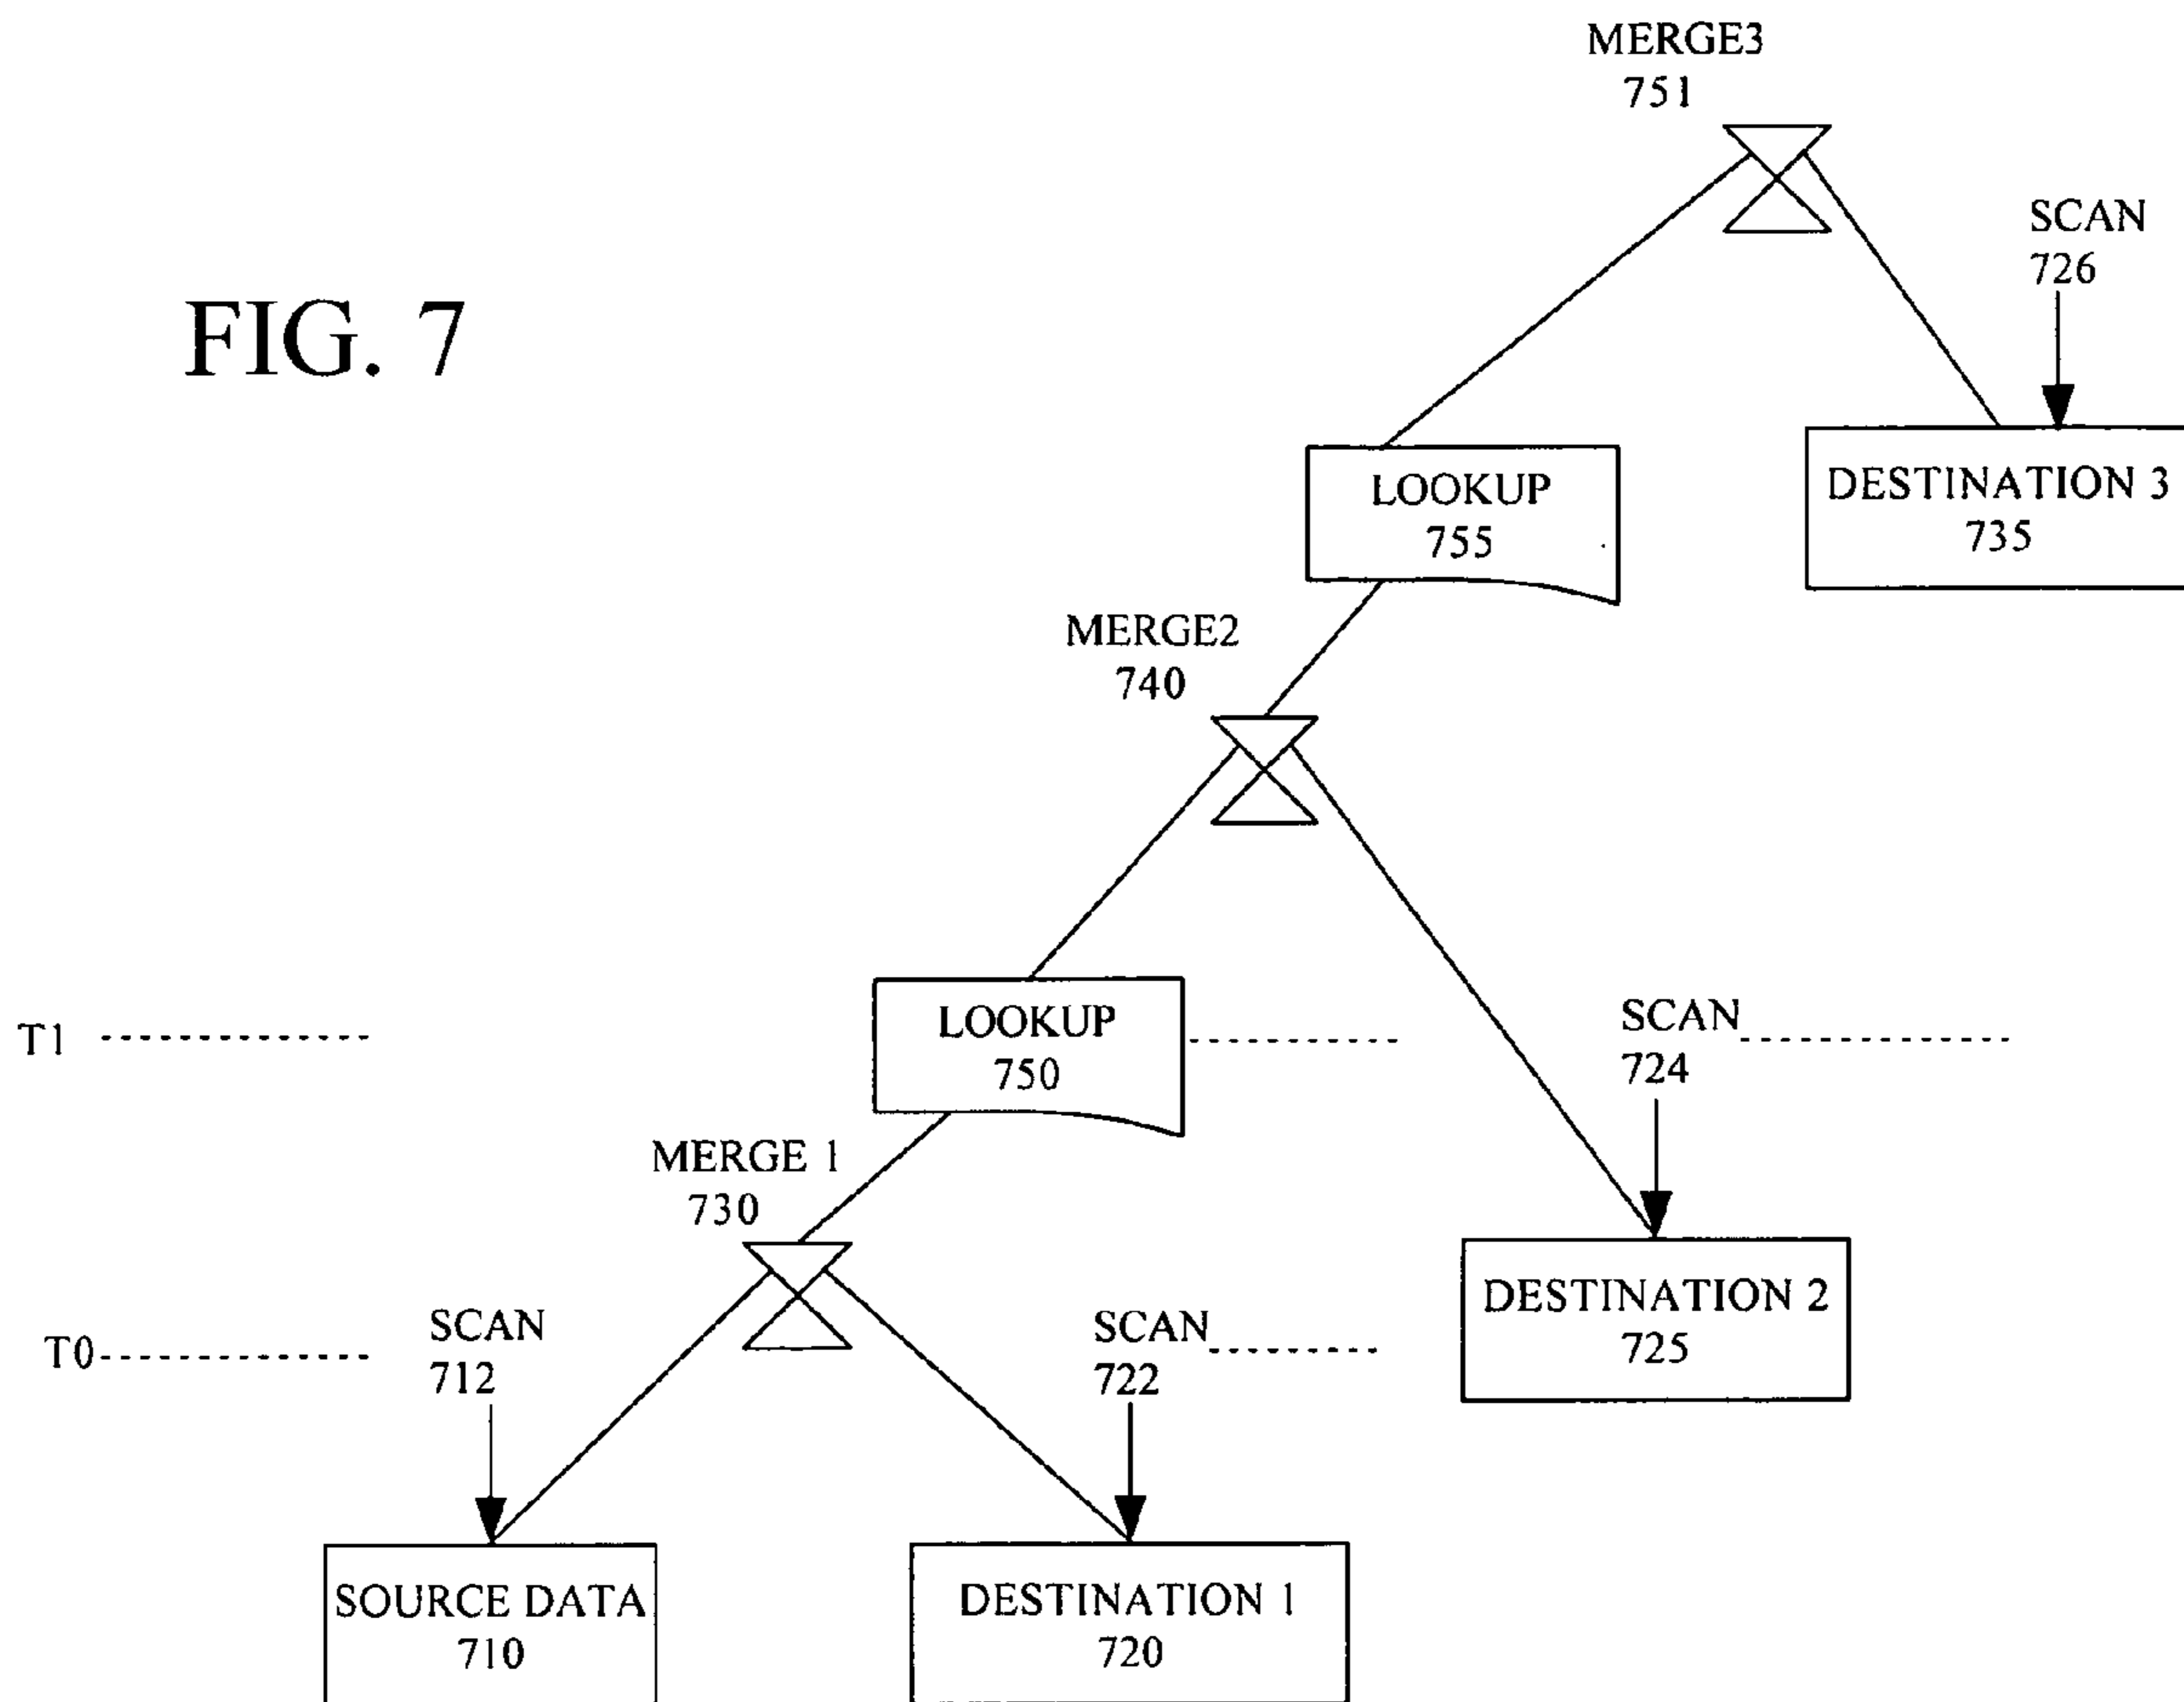 MERGE3
751
SCAN
726
FIG. 7
LOOKUP
755
DESTINATION 3
735
MERGE2
740
T1
LOOKUP
750
SCAN
724
MERGE 1
730
DESTINATION 2
725
T0
SCAN
712
SCAN
722
SOURCE DATA
710
DESTINATION 1
720